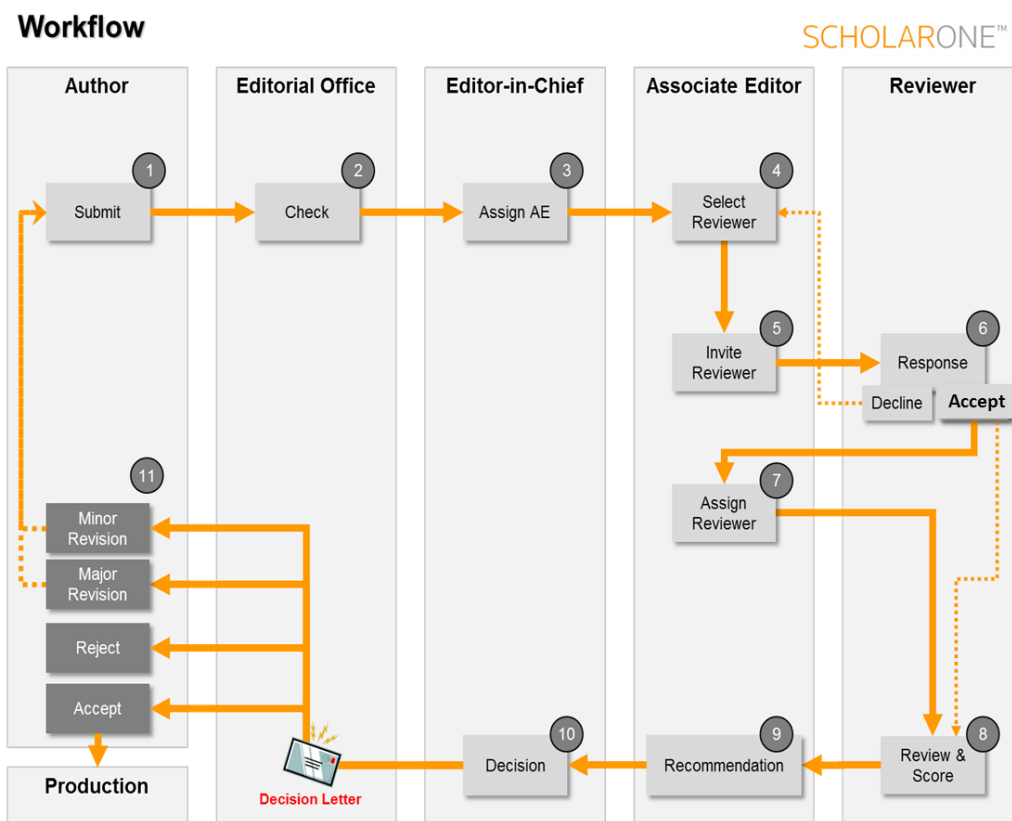 Workflow
SCHOLARONE™
Author
Editorial Office
Editor-in-Chief
Associate Editor
Reviewer
1
2
3
4
Submit
Check
Assign AE
Select
Reviewer
5
6
Invite
Reviewer
Response
Decline
Accept
11
7
Minor
Revision
Assign
Reviewer
Major
Revision
Reject
Accept
10
9
8
Decision
Recommendation
Review &
Score
Production
Decision Letter